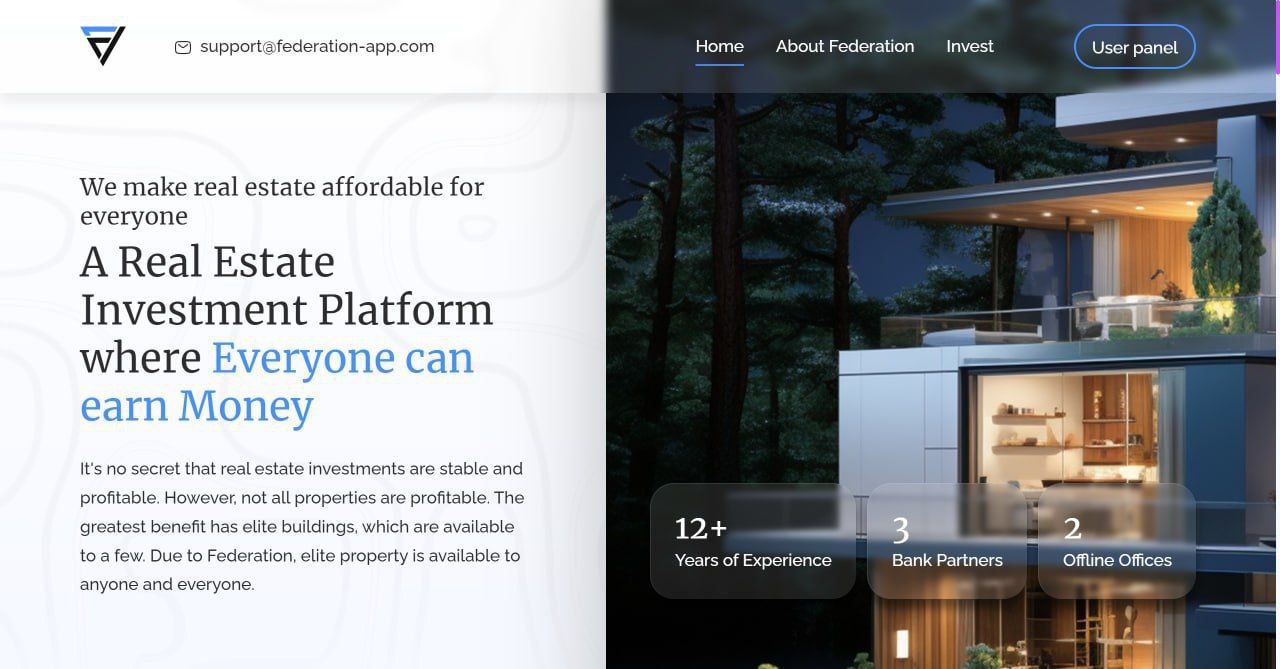 support@federation-app.com
Home
About Federation
Invest
User panel
We make real estate affordable for
everyone
A Real Estate
Investment Platform
where Everyone can
earn Money
It's no secret that real estate investments are stable and
profitable. However, not all properties are profitable. The
greatest benefit has elite buildings, which are available
to a few. Due to Federation, elite property is available to
anyone and everyone.
12+
Years of Experience
3
Bank Partners
2
Offline Offices